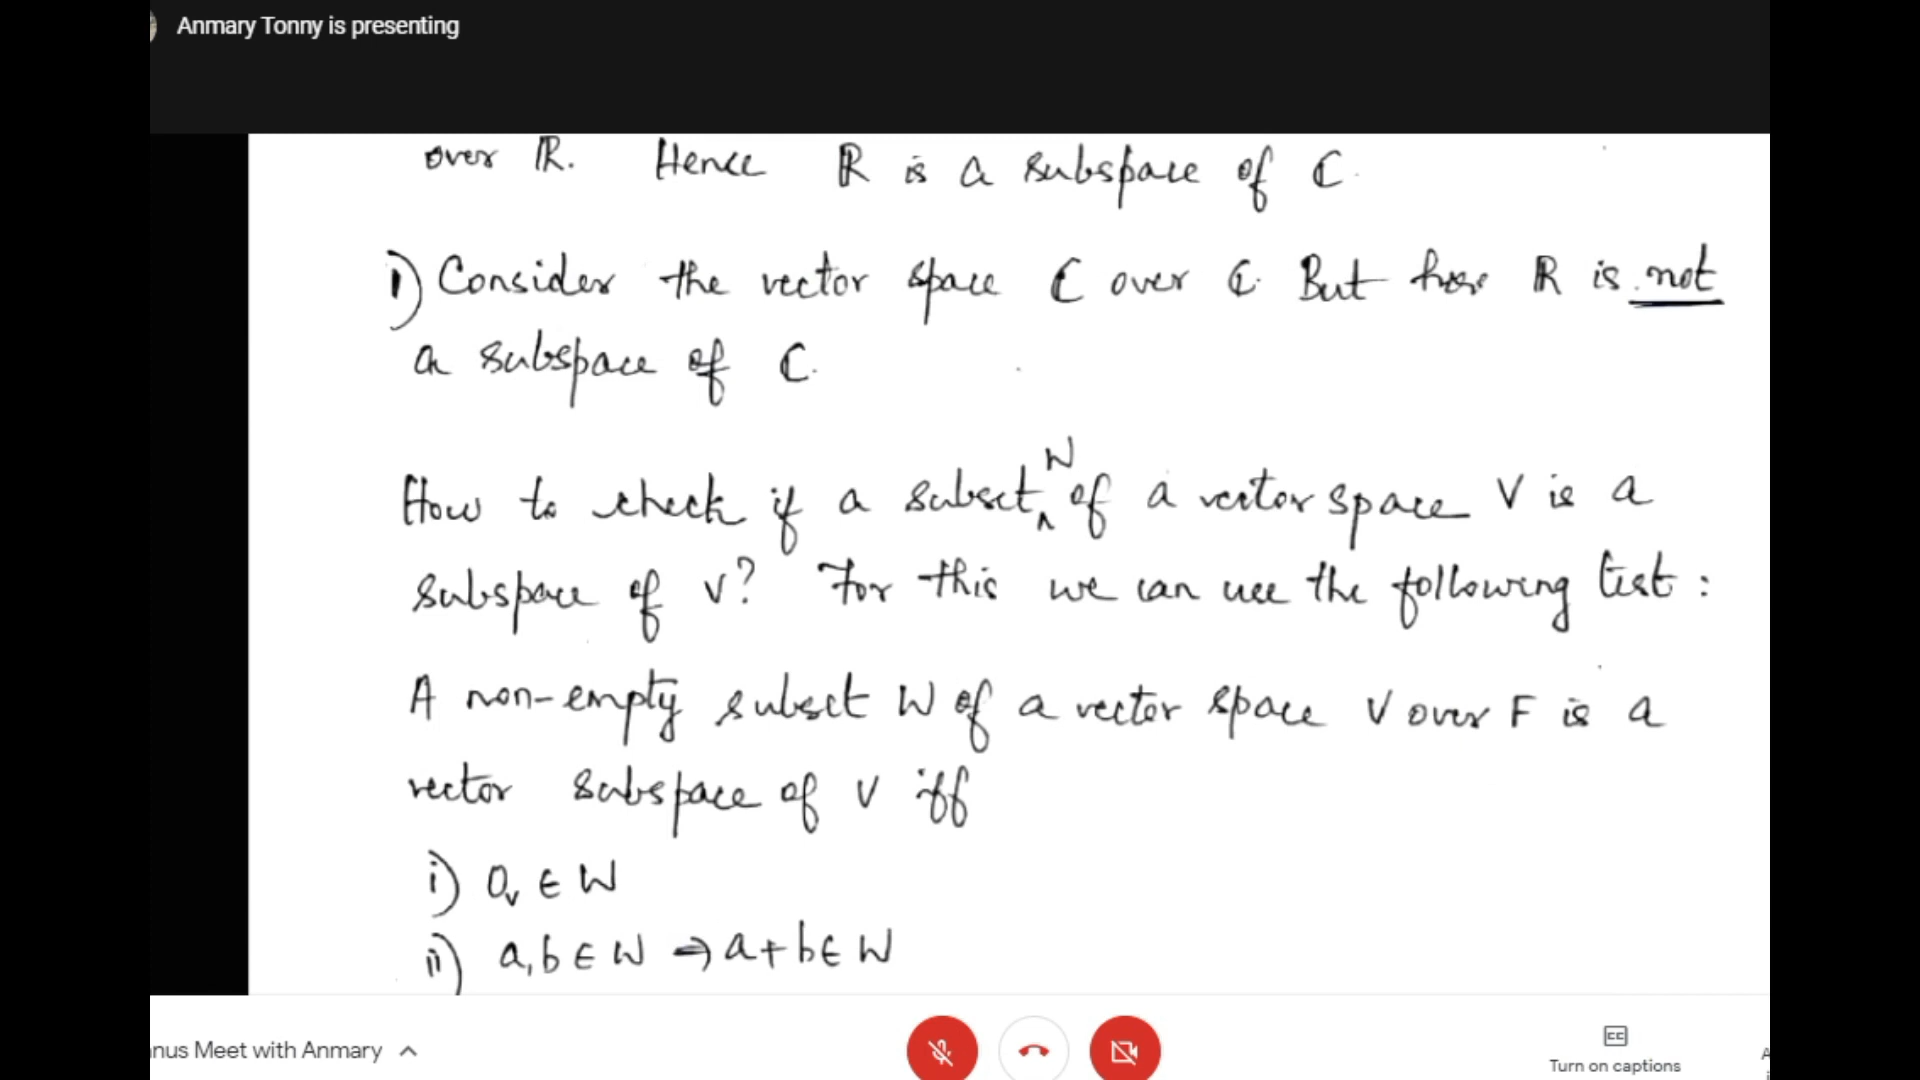 Anmary Tonny is presenting
over ℝ. Hence ℝ is a subspace of ℂ.
1) Consider the vector space ℂ over ℂ. But here ℝ is not
a subspace of ℂ.
How to check if a subset W of a vector space V is a
subspace of V? For this we can use the following test:
A non-empty subset W of a vector space V over F is a
vector subspace of V iff
i) 0ᵥ ∈ W
ii) a, b ∈ W ⇒ a + b ∈ W
nus Meet with Anmary
CC
Turn on captions